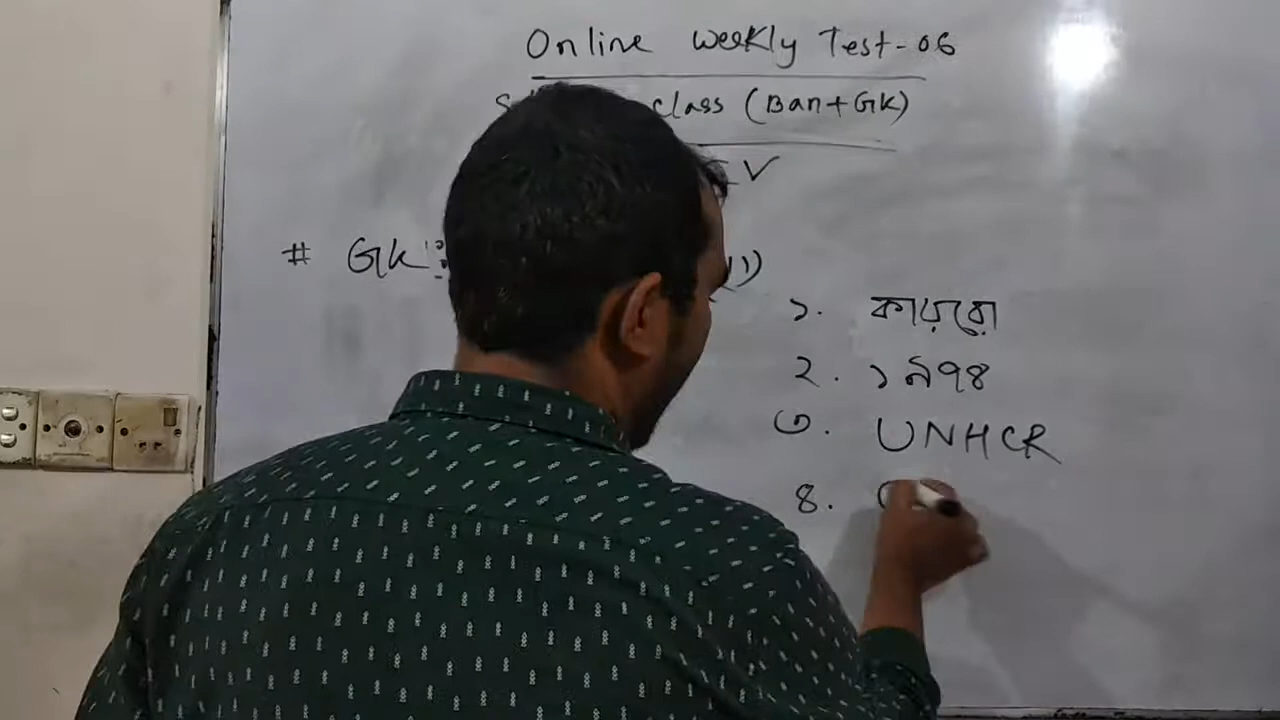 Online Weekly Test-06
class (Ban+GK)
V
# GK :
১. কায়রো
২. ১৯৭৪
৩. UNHCR
৪.